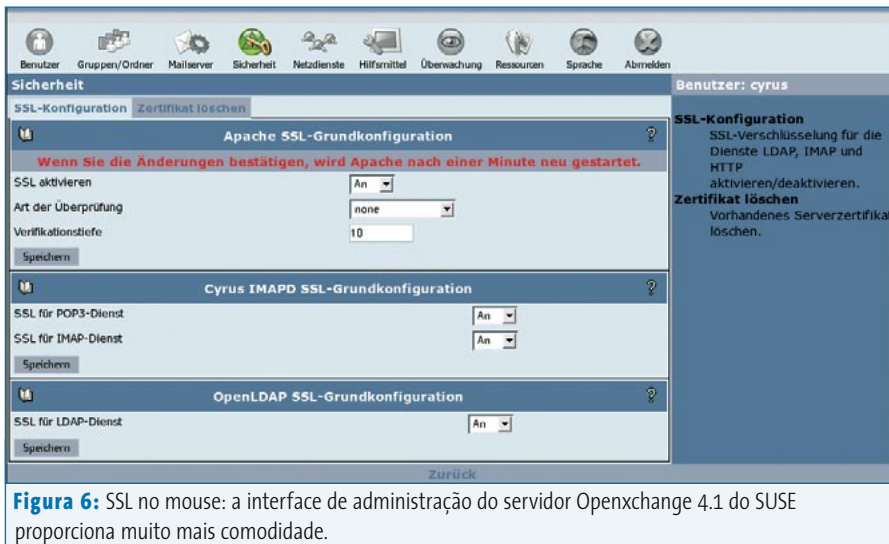 Benutzer Gruppen/Ordner Mailserver Sicherheit Netzdienste Hilfsmittel Überwachung Ressourcen Sprache Abmelden
Sicherheit
Benutzer: cyrus
SSL-Konfiguration Zertifikat löschen
Apache SSL-Grundkonfiguration
Wenn Sie die Änderungen bestätigen, wird Apache nach einer Minute neu gestartet.
SSL aktivieren An
Art der Überprüfung none
Verifikationstiefe 10
Speichern
Cyrus IMAPD SSL-Grundkonfiguration
SSL für POP3-Dienst An
SSL für IMAP-Dienst An
Speichern
OpenLDAP SSL-Grundkonfiguration
SSL für LDAP-Dienst An
Speichern
Zurück
SSL-Konfiguration
SSL-Verschlüsselung für die
Dienste LDAP, IMAP und
HTTP
aktivieren/deaktivieren.
Zertifikat löschen
Vorhandenes Serverzertifikat
löschen.
Figura 6: SSL no mouse: a interface de administração do servidor Openxchange 4.1 do SUSE
proporciona muito mais comodidade.